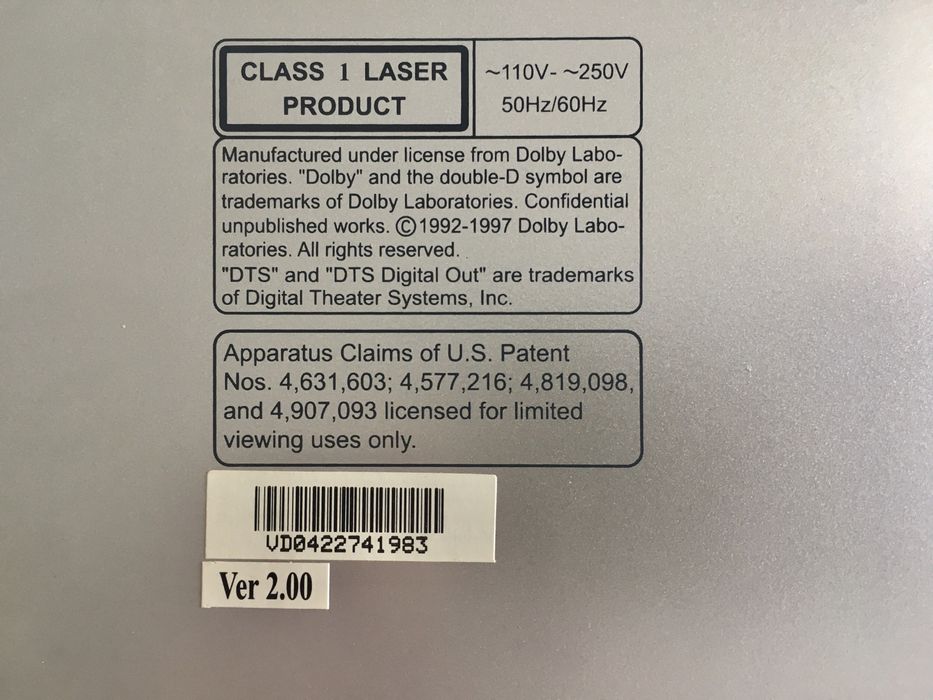 CLASS 1 LASER
PRODUCT
~110V- ~250V
50Hz/60Hz
Manufactured under license from Dolby Labo-
ratories. "Dolby" and the double-D symbol are
trademarks of Dolby Laboratories. Confidential
unpublished works. ©1992-1997 Dolby Labo-
ratories. All rights reserved.
"DTS" and "DTS Digital Out" are trademarks
of Digital Theater Systems, Inc.
Apparatus Claims of U.S. Patent
Nos. 4,631,603; 4,577,216; 4,819,098,
and 4,907,093 licensed for limited
viewing uses only.
VD0422741983
Ver 2.00